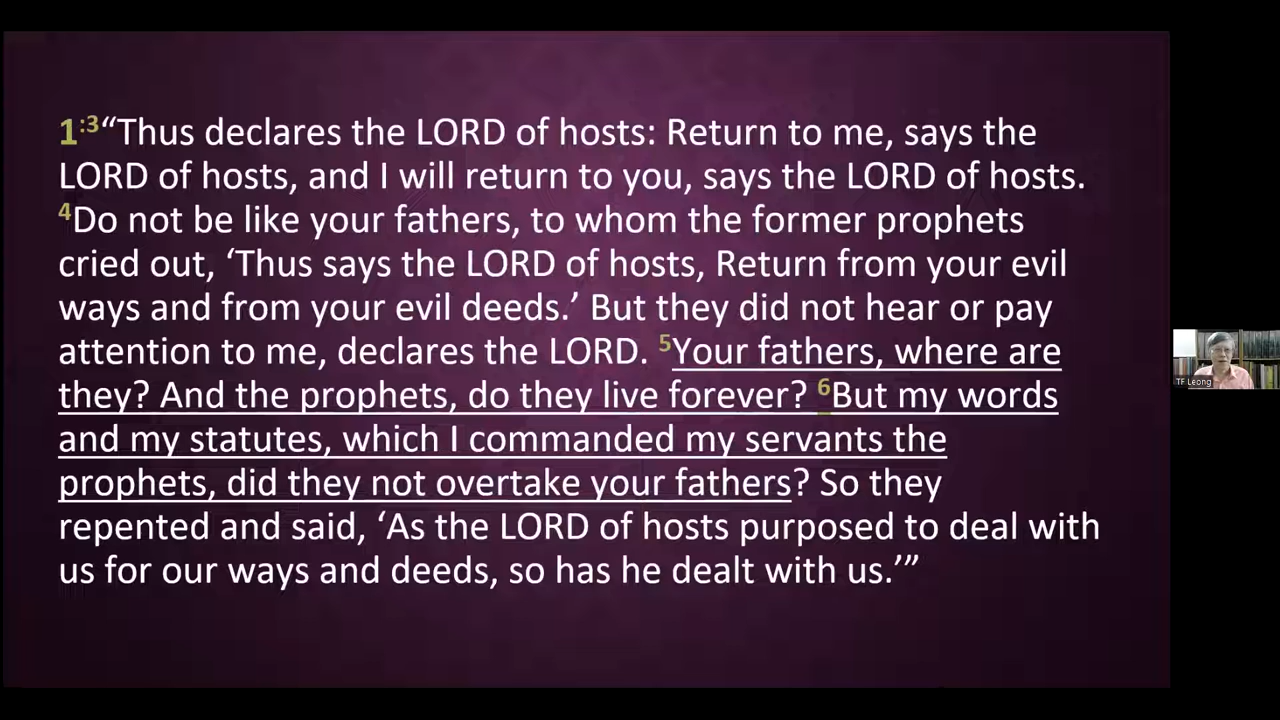 1:3“Thus declares the LORD of hosts: Return to me, says the
LORD of hosts, and I will return to you, says the LORD of hosts.
4Do not be like your fathers, to whom the former prophets
cried out, ‘Thus says the LORD of hosts, Return from your evil
ways and from your evil deeds.’ But they did not hear or pay
attention to me, declares the LORD. 5Your fathers, where are
they? And the prophets, do they live forever? 6But my words
and my statutes, which I commanded my servants the
prophets, did they not overtake your fathers? So they
repented and said, ‘As the LORD of hosts purposed to deal with
us for our ways and deeds, so has he dealt with us.’”
TF Leong